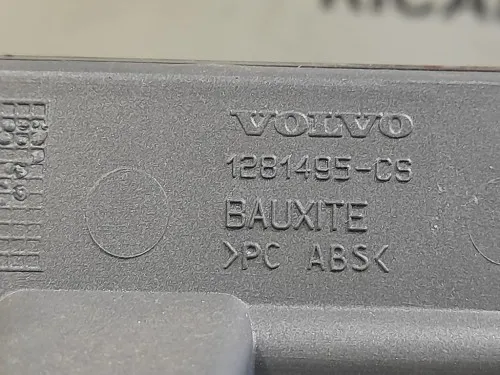 VOLVO
1281495-CS
BAUXITE
>PC ABS<